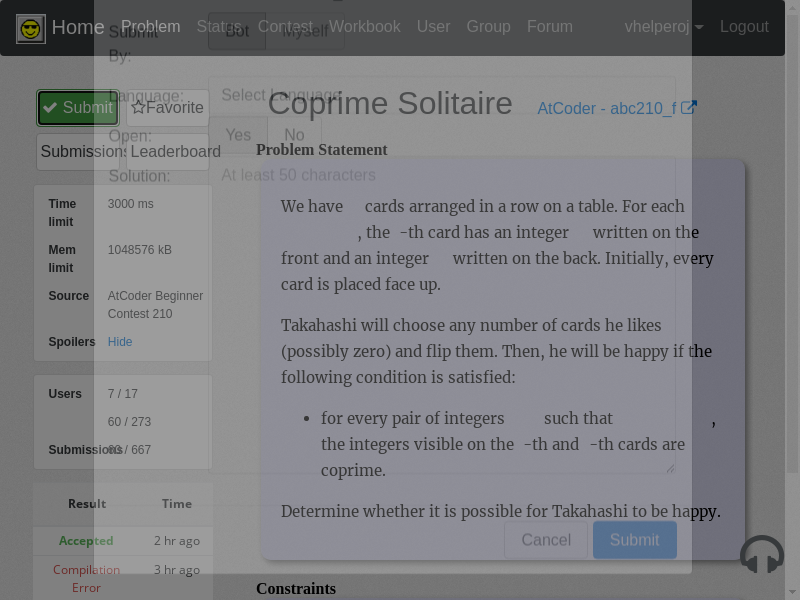 Home Problem Status Contest Workbook User Group Forum vhelperoj Logout
Submit By: Bot Myself
Language: Select Language
Open: Yes No
Solution: At least 50 characters
Cancel Submit
Submit Favorite
Submissions Leaderboard
Time limit 3000 ms
Mem limit 1048576 kB
Source AtCoder Beginner Contest 210
Spoilers Hide
Users 7 / 17
60 / 273
Submissions / 667
Result Time
Accepted 2 hr ago
Compilation Error 3 hr ago
Coprime Solitaire AtCoder - abc210_f
Problem Statement
We have cards arranged in a row on a table. For each
, the -th card has an integer written on the
front and an integer written on the back. Initially, every
card is placed face up.
Takahashi will choose any number of cards he likes
(possibly zero) and flip them. Then, he will be happy if the
following condition is satisfied:
• for every pair of integers such that ,
the integers visible on the -th and -th cards are
coprime.
Determine whether it is possible for Takahashi to be happy.
Constraints